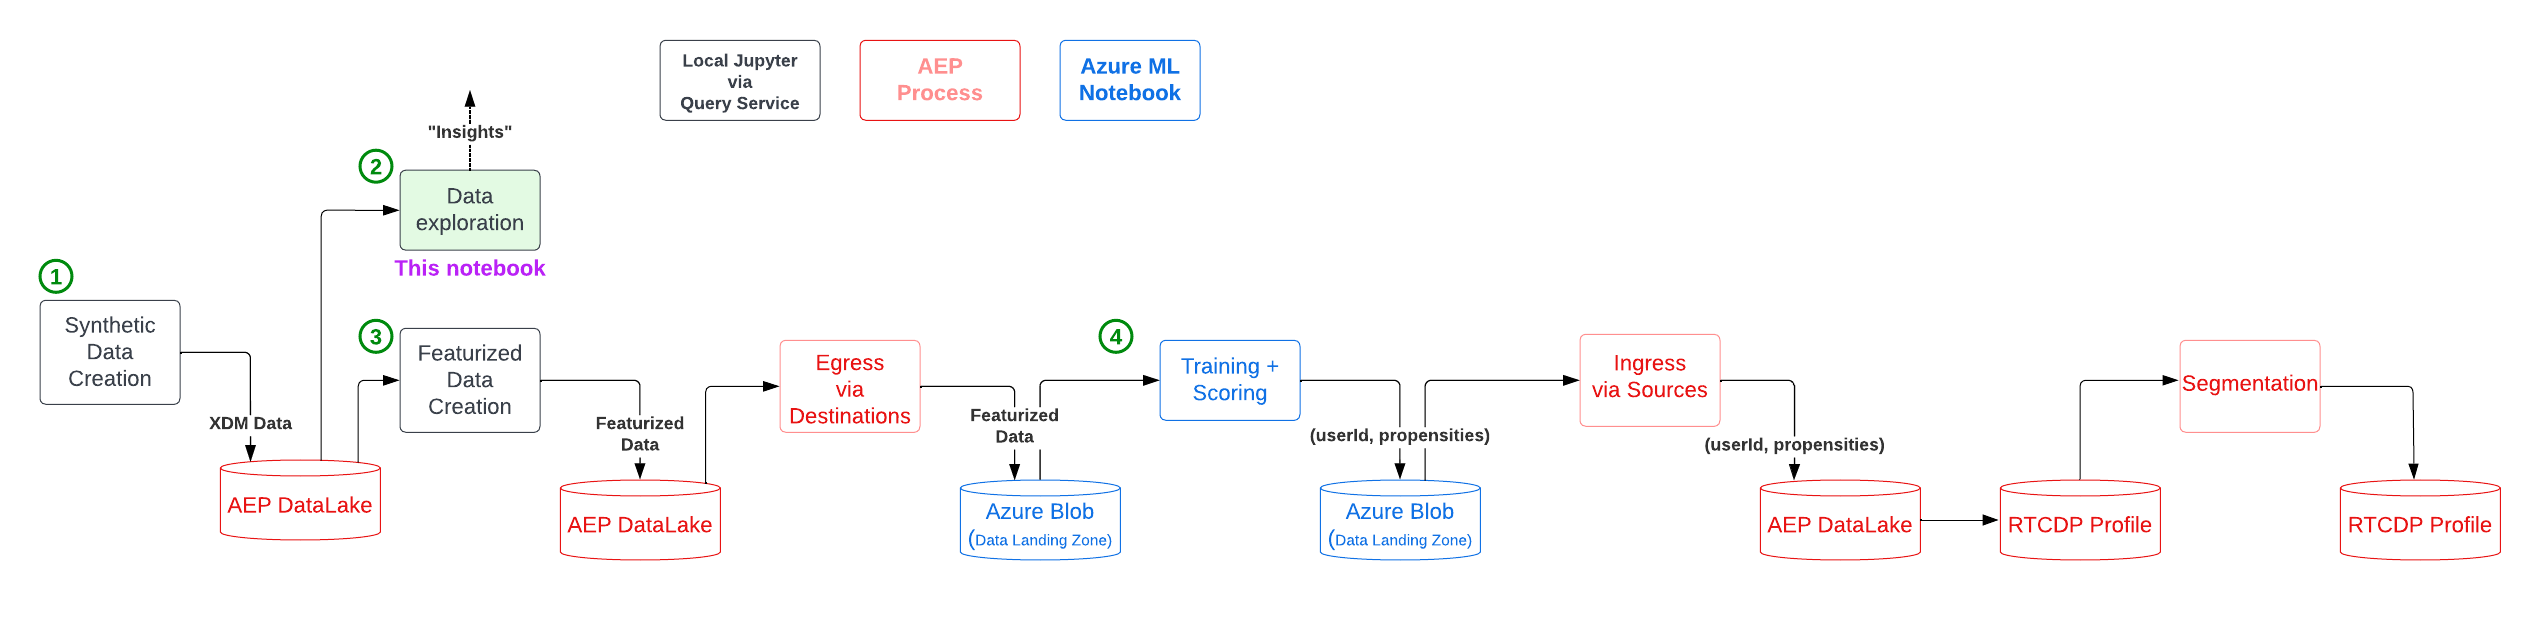 Local Jupyter
via
Query Service
AEP
Process
Azure ML
Notebook
"Insights"
2
Data
exploration
This notebook
1
Synthetic
Data
Creation
XDM Data
AEP DataLake
3
Featurized
Data
Creation
Featurized
Data
AEP DataLake
Egress
via
Destinations
Featurized
Data
Azure Blob
(Data Landing Zone)
4
Training +
Scoring
(userId, propensities)
Azure Blob
(Data Landing Zone)
Ingress
via Sources
(userId, propensities)
AEP DataLake
RTCDP Profile
Segmentation
RTCDP Profile